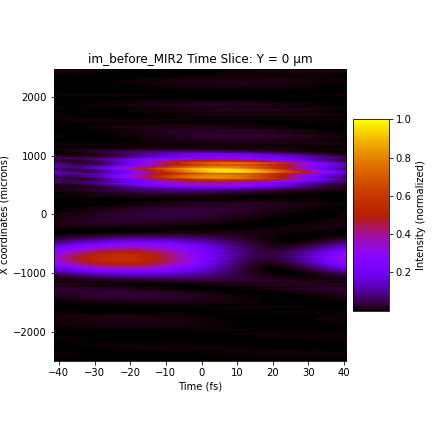 im_before_MIR2 Time Slice: Y = 0 μm
X coordinates (microns)
2000
1000
0
−1000
−2000
−40 −30 −20 −10 0 10 20 30 40
Time (fs)
1.0
0.8
0.6
0.4
0.2
Intensity (normalized)